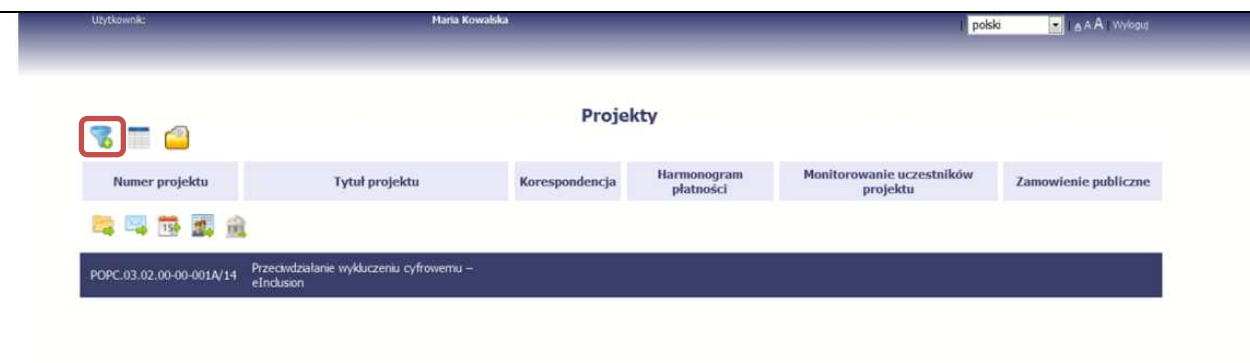 Użytkownik: Maria Kowalska | polski | A A A | Wyloguj
Projekty
Numer projektu Tytuł projektu Korespondencja Harmonogram płatności Monitorowanie uczestników projektu Zamowienie publiczne
POPC.03.02.00-00-001A/14 Przeciwdziałanie wykluczeniu cyfrowemu –
eInclusion